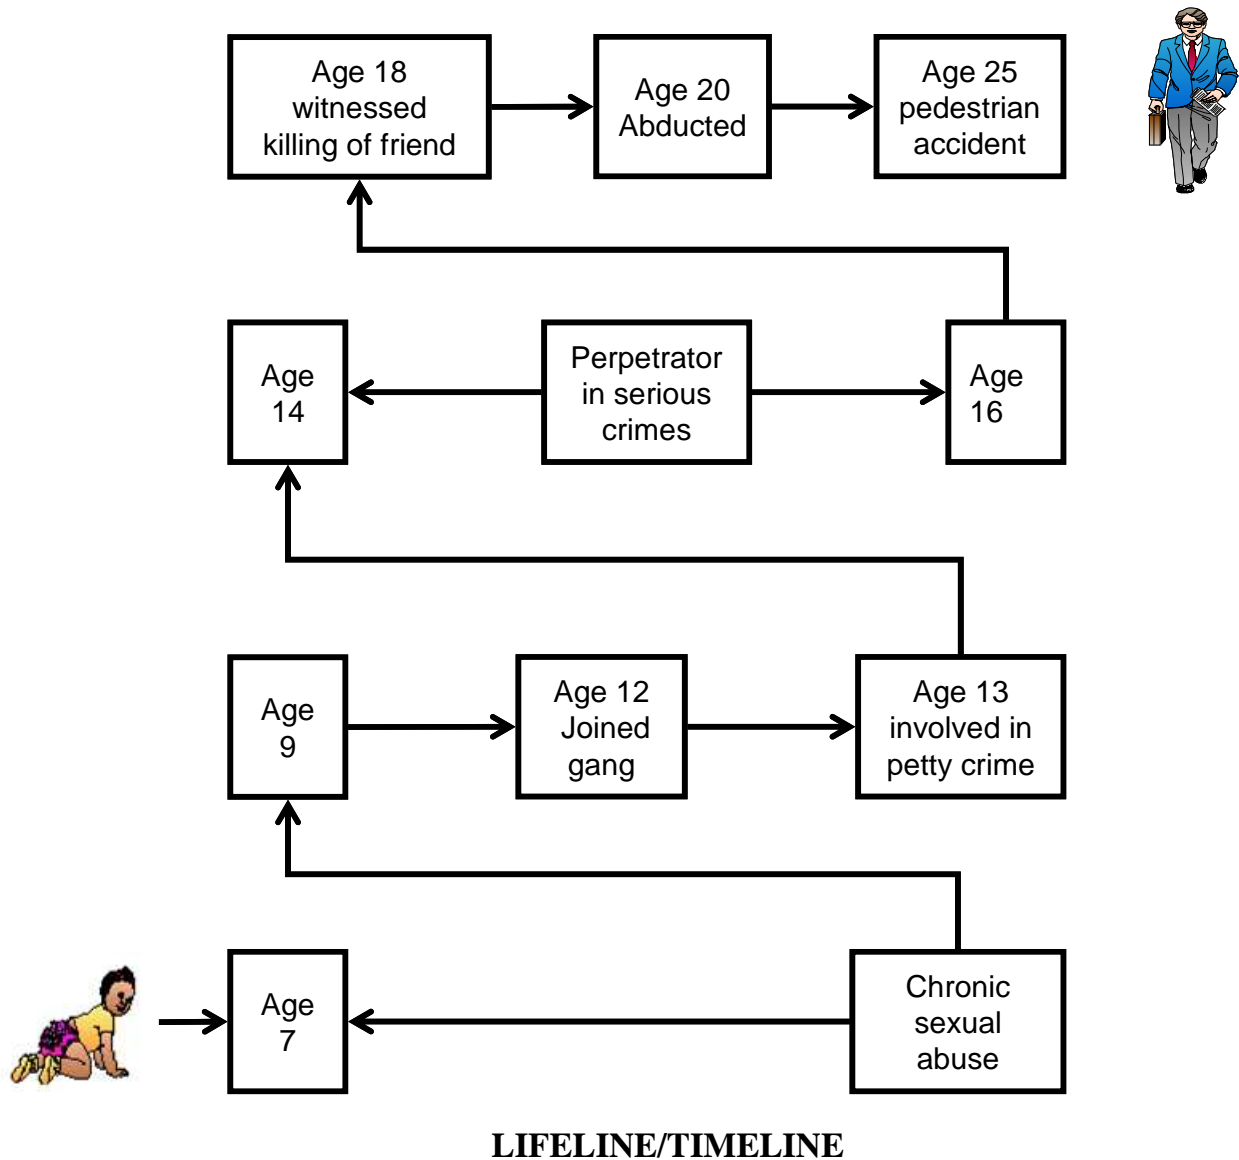 Age 18
witnessed
killing of friend
Age 20
Abducted
Age 25
pedestrian
accident
Age
14
Perpetrator
in serious
crimes
Age
16
Age
9
Age 12
Joined
gang
Age 13
involved in
petty crime
Age
7
Chronic
sexual
abuse
LIFELINE/TIMELINE